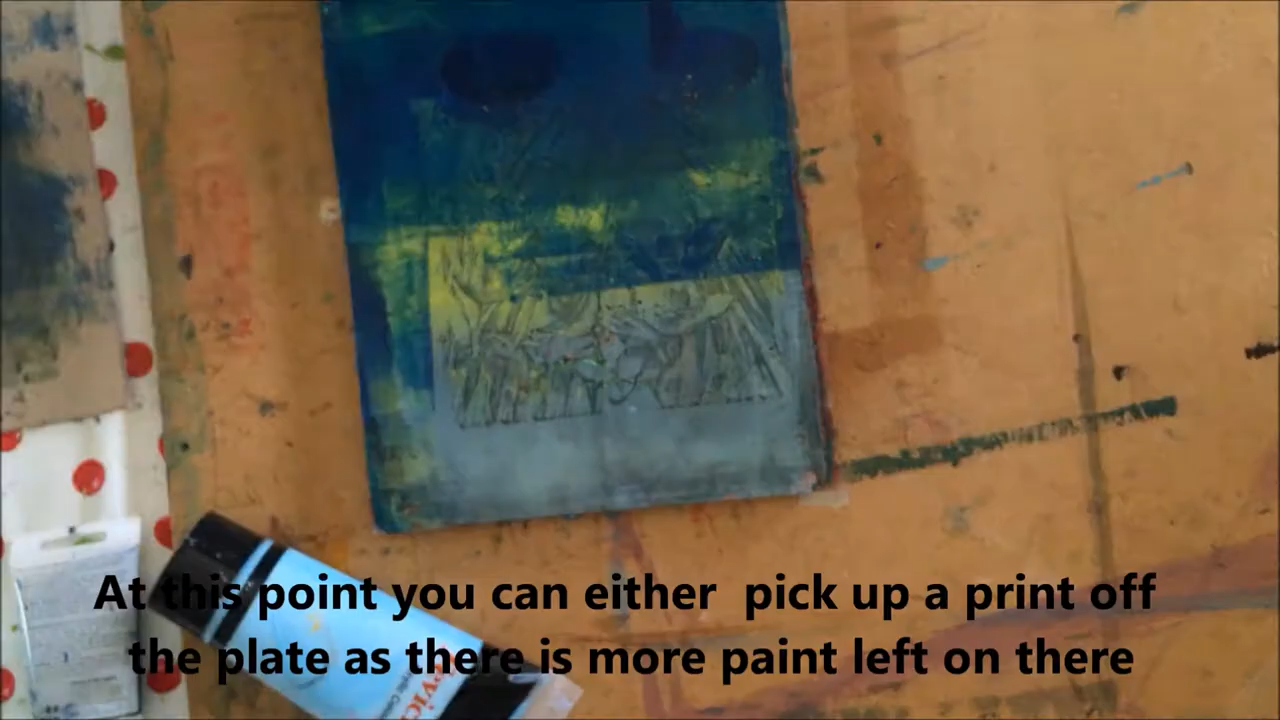 At this point you can either  pick up a print off
the plate as there is more paint left on there